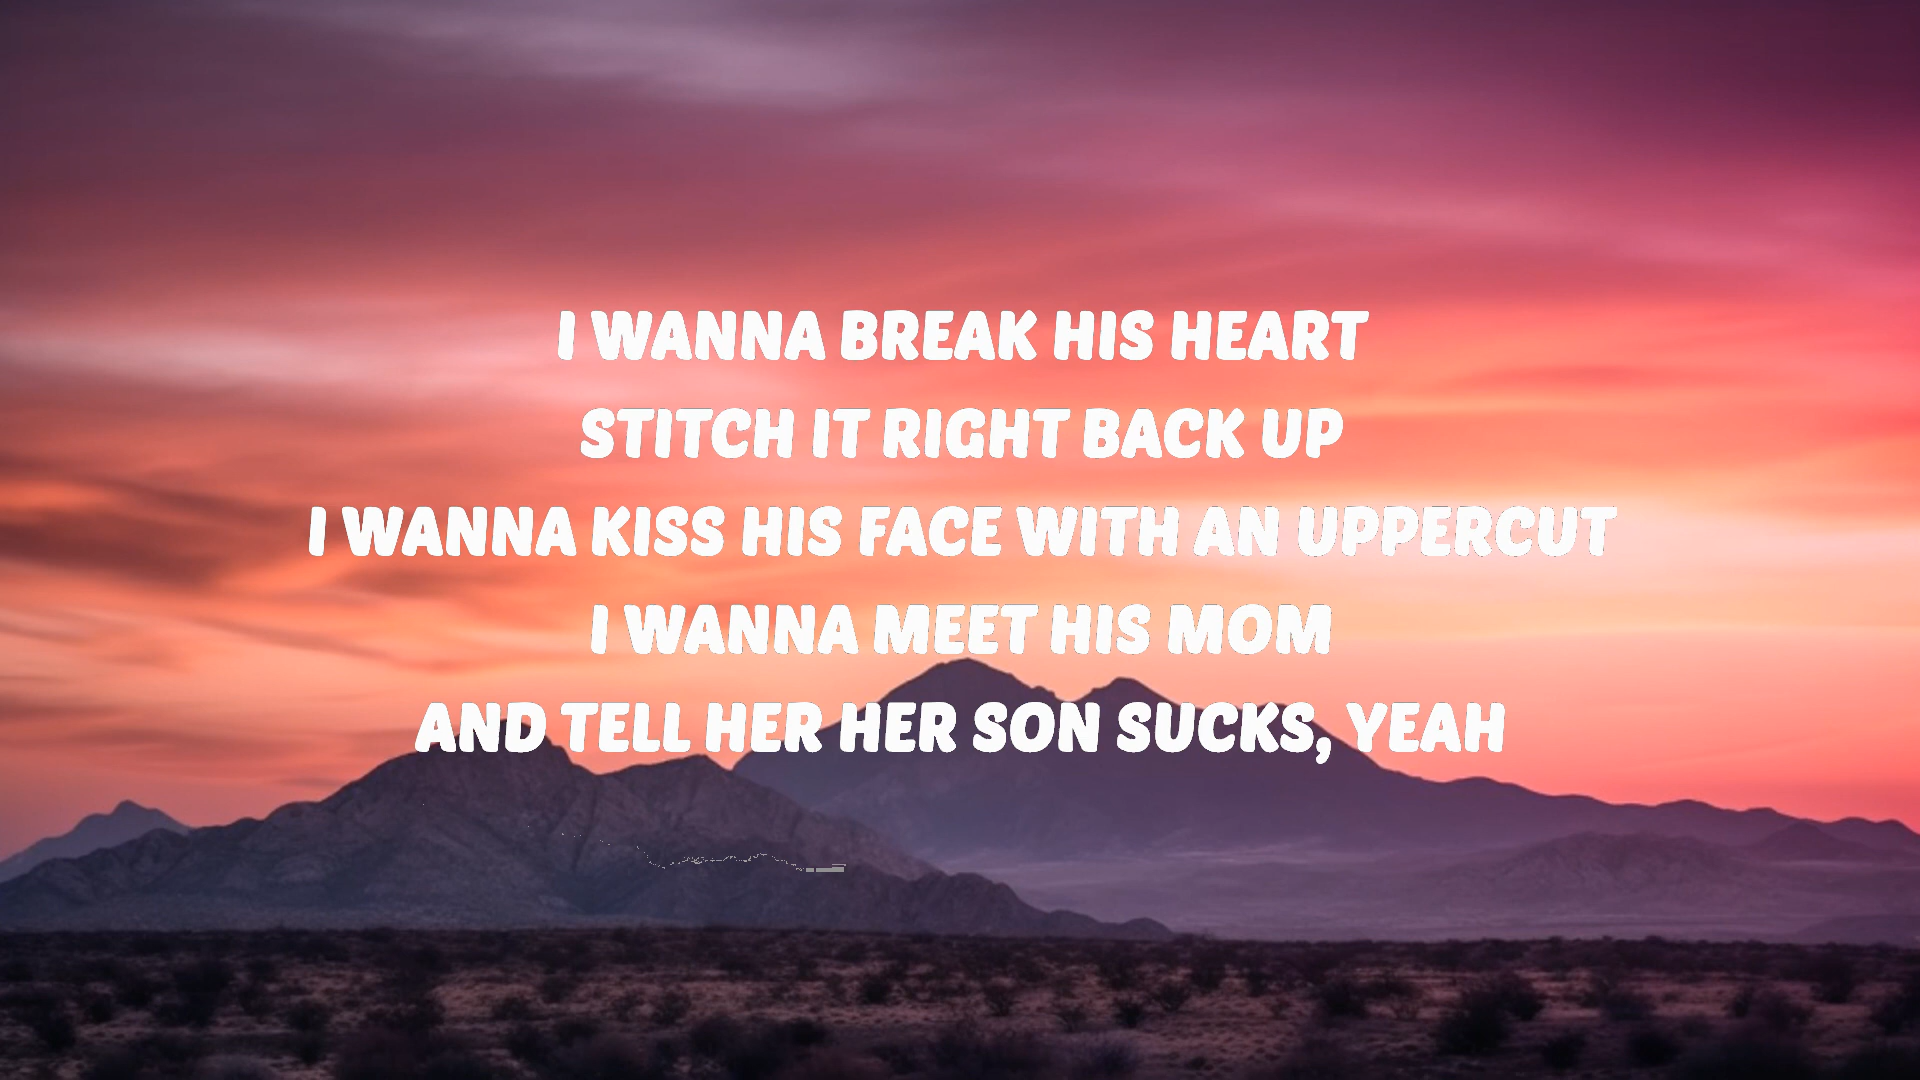 I WANNA BREAK HIS HEART
STITCH IT RIGHT BACK UP
I WANNA KISS HIS FACE WITH AN UPPERCUT
I WANNA MEET HIS MOM
AND TELL HER HER SON SUCKS, YEAH